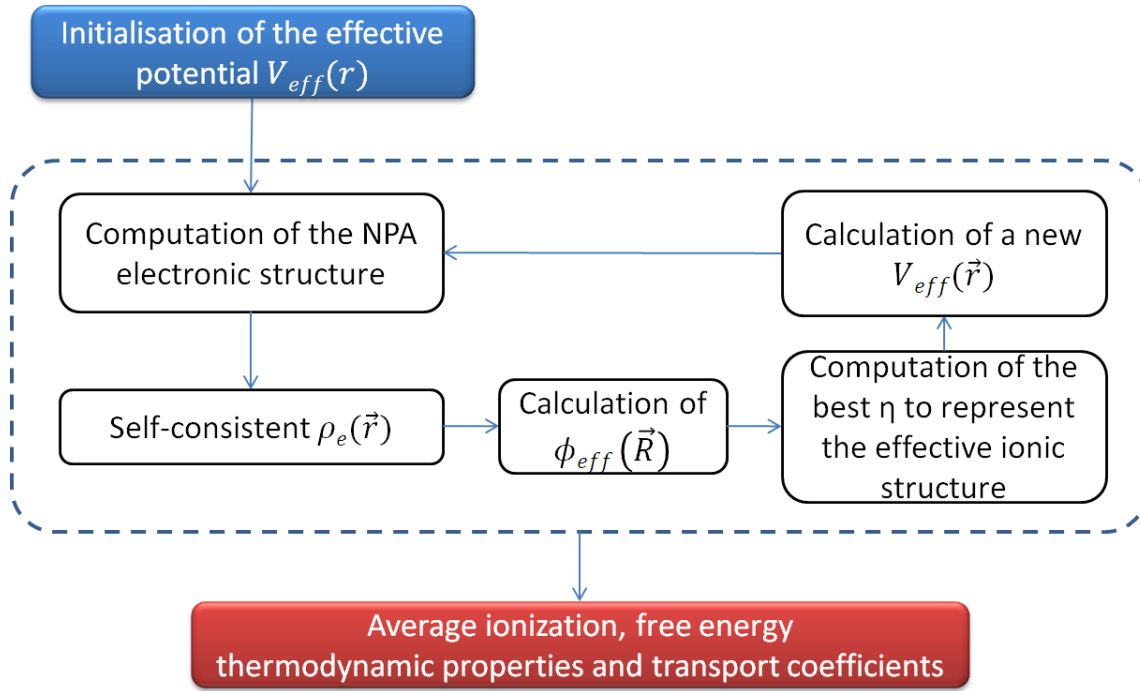 Initialisation of the effective
potential V_eff(r)
Computation of the NPA
electronic structure
Calculation of a new
V_eff(r⃗)
Self-consistent ρ_e(r⃗)
Calculation of
ϕ_eff(R⃗)
Computation of the
best η to represent
the effective ionic
structure
Average ionization, free energy
thermodynamic properties and transport coefficients